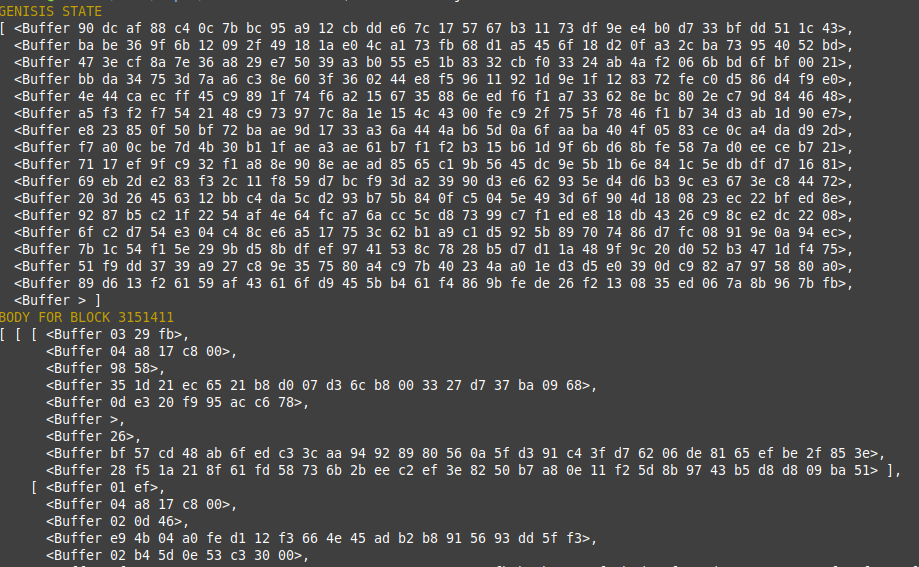 GENISIS STATE
[ <Buffer 90 dc af 88 c4 0c 7b bc 95 a9 12 cb dd e6 7c 17 57 67 b3 11 73 df 9e e4 b0 d7 33 bf dd 51 1c 43>,
<Buffer ba be 36 9f 6b 12 09 2f 49 18 1a e0 4c a1 73 fb 68 d1 a5 45 6f 18 d2 0f a3 2c ba 73 95 40 52 bd>,
<Buffer 47 3e cf 8a 7e 36 a8 29 e7 50 39 a3 b0 55 e5 1b 83 32 cb f0 33 24 ab 4a f2 06 6b bd 6f bf 00 21>,
<Buffer bb da 34 75 3d 7a a6 c3 8e 60 3f 36 02 44 e8 f5 96 11 92 1d 9e 1f 12 83 72 fe c0 d5 86 d4 f9 e0>,
<Buffer 4e 44 ca ec ff 45 c9 89 1f 74 f6 a2 15 67 35 88 6e ed f6 f1 a7 33 62 8e bc 80 2e c7 9d 84 46 48>,
<Buffer a5 f3 f2 f7 54 21 48 c9 73 97 7c 8a 1e 15 4c 43 00 fe c9 2f 75 5f 78 46 f1 b7 34 d3 ab 1d 90 e7>,
<Buffer e8 23 85 0f 50 bf 72 ba ae 9d 17 33 a3 6a 44 4a b6 5d 0a 6f aa ba 40 4f 05 83 ce 0c a4 da d9 2d>,
<Buffer f7 a0 0c be 7d 4b 30 b1 1f ae a3 ae 61 b7 f1 f2 b3 15 b6 1d 9f 6b d6 8b fe 58 7a d0 ee ce b7 21>,
<Buffer 71 17 ef 9f c9 32 f1 a8 8e 90 8e ae ad 85 65 c1 9b 56 45 dc 9e 5b 1b 6e 84 1c 5e db df d7 16 81>,
<Buffer 69 eb 2d e2 83 f3 2c 11 f8 59 d7 bc f9 3d a2 39 90 d3 e6 62 93 5e d4 d6 b3 9c e3 67 3e c8 44 72>,
<Buffer 20 3d 26 45 63 12 bb c4 da 5c d2 93 b7 5b 84 0f c5 04 5e 49 3d 6f 90 4d 18 08 23 ec 22 bf ed 8e>,
<Buffer 92 87 b5 c2 1f 22 54 af 4e 64 fc a7 6a cc 5c d8 73 99 c7 f1 ed e8 18 db 43 26 c9 8c e2 dc 22 08>,
<Buffer 6f c2 d7 54 e3 04 c4 8c e6 a5 17 75 3c 62 b1 a9 c1 d5 92 5b 89 70 74 86 d7 fc 08 91 9e 0a 94 ec>,
<Buffer 7b 1c 54 f1 5e 29 9b d5 8b df ef 97 41 53 8c 78 28 b5 d7 d1 1a 48 9f 9c 20 d0 52 b3 47 1d f4 75>,
<Buffer 51 f9 dd 37 39 a9 27 c8 9e 35 75 80 a4 c9 7b 40 23 4a a0 1e d3 d5 e0 39 0d c9 82 a7 97 58 80 a0>,
<Buffer 89 d6 13 f2 61 59 af 43 61 6f d9 45 5b b4 61 f4 86 9b fe de 26 f2 13 08 35 ed 06 7a 8b 96 7b fb>,
<Buffer > ]
BODY FOR BLOCK 3151411
[ [ [ <Buffer 03 29 fb>,
<Buffer 04 a8 17 c8 00>,
<Buffer 98 58>,
<Buffer 35 1d 21 ec 65 21 b8 d0 07 d3 6c b8 00 33 27 d7 37 ba 09 68>,
<Buffer 0d e3 20 f9 95 ac c6 78>,
<Buffer >,
<Buffer 26>,
<Buffer bf 57 cd 48 ab 6f ed c3 3c aa 94 92 89 80 56 0a 5f d3 91 c4 3f d7 62 06 de 81 65 ef be 2f 85 3e>,
<Buffer 28 f5 1a 21 8f 61 fd 58 73 6b 2b ee c2 ef 3e 82 50 b7 a8 0e 11 f2 5d 8b 97 43 b5 d8 d8 09 ba 51> ],
[ <Buffer 01 ef>,
<Buffer 04 a8 17 c8 00>,
<Buffer 02 0d 46>,
<Buffer e9 4b 04 a0 fe d1 12 f3 66 4e 45 ad b2 b8 91 56 93 dd 5f f3>,
<Buffer 02 b4 5d 0e 53 c3 30 00>,